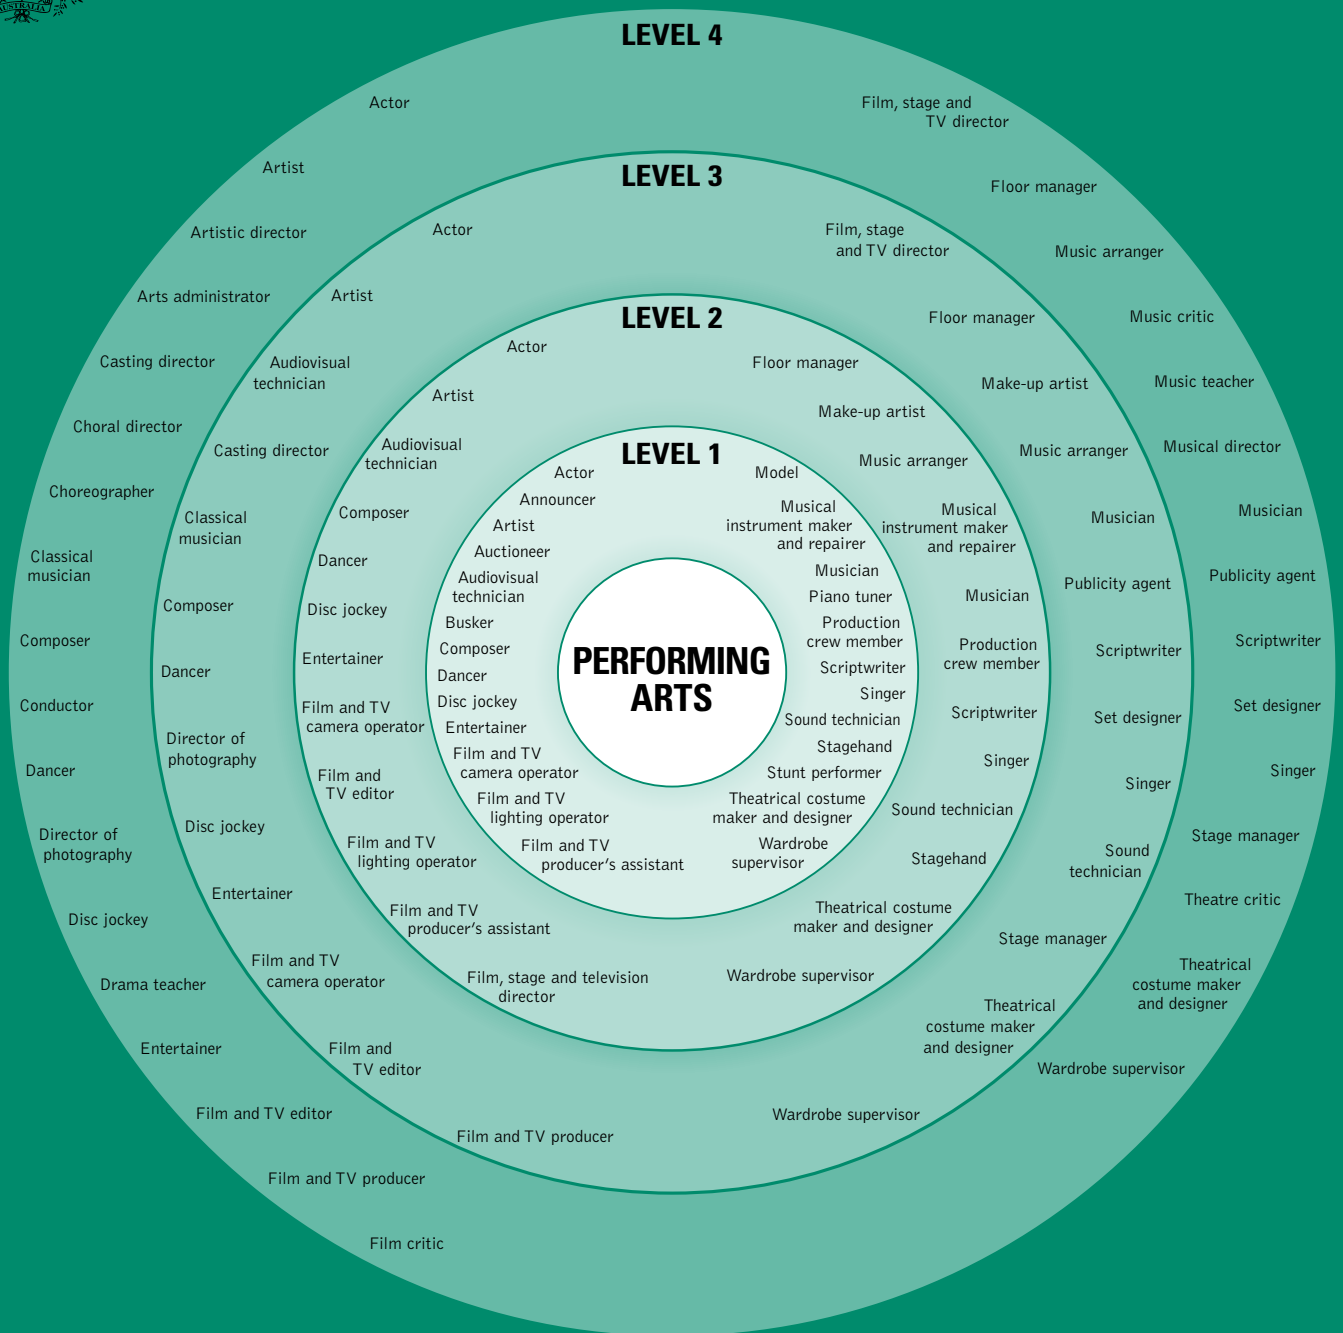 AUSTRALIA
LEVEL 4
Actor
Artist
Artistic director
Arts administrator
Casting director
Choral director
Choreographer
Classical
musician
Composer
Conductor
Dancer
Director of
photography
Disc jockey
Drama teacher
Entertainer
Film and TV editor
Film and TV producer
Film critic
Film, stage and
TV director
Floor manager
Music arranger
Music critic
Music teacher
Musical director
Musician
Publicity agent
Scriptwriter
Set designer
Singer
Stage manager
Theatre critic
Theatrical
costume maker
and designer
Wardrobe supervisor
LEVEL 3
Actor
Artist
Audiovisual
technician
Casting director
Classical
musician
Composer
Dancer
Director of
photography
Disc jockey
Entertainer
Film and TV
camera operator
Film and
TV editor
Film and TV producer
Film, stage
and TV director
Floor manager
Make-up artist
Music arranger
Musician
Publicity agent
Scriptwriter
Set designer
Singer
Sound
technician
Stage manager
Theatrical
costume maker
and designer
Wardrobe supervisor
LEVEL 2
Actor
Artist
Audiovisual
technician
Composer
Dancer
Disc jockey
Entertainer
Film and TV
camera operator
Film and
TV editor
Film and TV
lighting operator
Film and TV
producer's assistant
Film, stage and television
director
Floor manager
Make-up artist
Music arranger
Musical
instrument maker
and repairer
Musician
Production
crew member
Scriptwriter
Singer
Sound technician
Stagehand
Theatrical costume
maker and designer
Wardrobe supervisor
LEVEL 1
Actor
Announcer
Artist
Auctioneer
Audiovisual
technician
Busker
Composer
Dancer
Disc jockey
Entertainer
Film and TV
camera operator
Film and TV
lighting operator
Film and TV
producer's assistant
Model
Musical
instrument maker
and repairer
Musician
Piano tuner
Production
crew member
Scriptwriter
Singer
Sound technician
Stagehand
Stunt performer
Theatrical costume
maker and designer
Wardrobe
supervisor
PERFORMING
ARTS